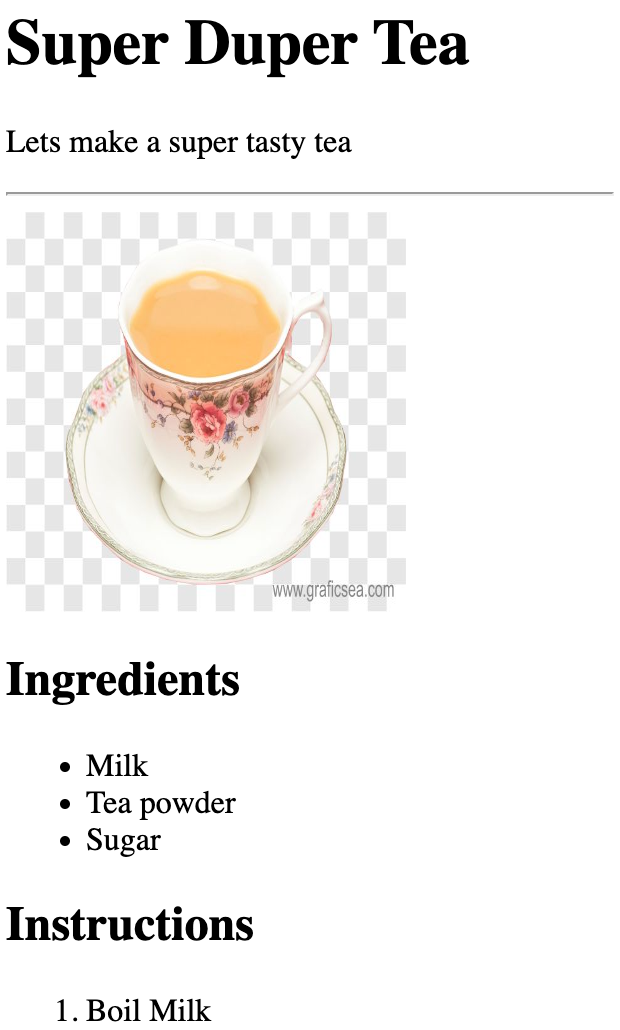 Super Duper Tea
Lets make a super tasty tea
www.graficsea.com
Ingredients
• Milk
• Tea powder
• Sugar
Instructions
1. Boil Milk